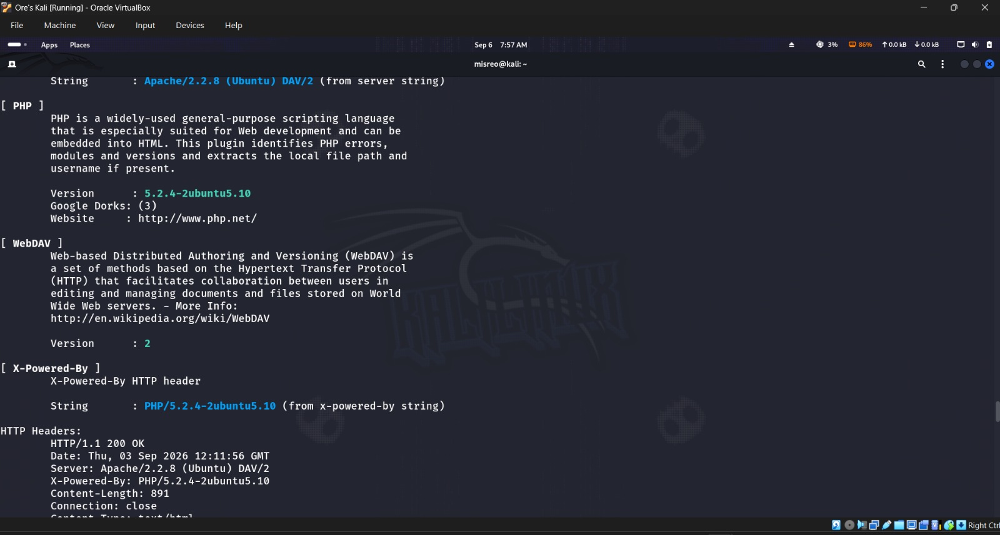 Ore's Kali [Running] - Oracle VirtualBox
File Machine View Input Devices Help
Apps Places Sep 6 7:57 AM 3% 86% ↑ 0.0 kB ↓ 0.0 kB
misreo@kali: ~
String : Apache/2.2.8 (Ubuntu) DAV/2 (from server string)
[ PHP ]
PHP is a widely-used general-purpose scripting language
that is especially suited for Web development and can be
embedded into HTML. This plugin identifies PHP errors,
modules and versions and extracts the local file path and
username if present.
Version : 5.2.4-2ubuntu5.10
Google Dorks: (3)
Website : http://www.php.net/
[ WebDAV ]
Web-based Distributed Authoring and Versioning (WebDAV) is
a set of methods based on the Hypertext Transfer Protocol
(HTTP) that facilitates collaboration between users in
editing and managing documents and files stored on World
Wide Web servers. - More Info:
http://en.wikipedia.org/wiki/WebDAV
Version : 2
[ X-Powered-By ]
X-Powered-By HTTP header
String : PHP/5.2.4-2ubuntu5.10 (from x-powered-by string)
HTTP Headers:
HTTP/1.1 200 OK
Date: Thu, 03 Sep 2026 12:11:56 GMT
Server: Apache/2.2.8 (Ubuntu) DAV/2
X-Powered-By: PHP/5.2.4-2ubuntu5.10
Content-Length: 891
Connection: close
Content-Type: text/html
KALI LINUX
Right Ctrl